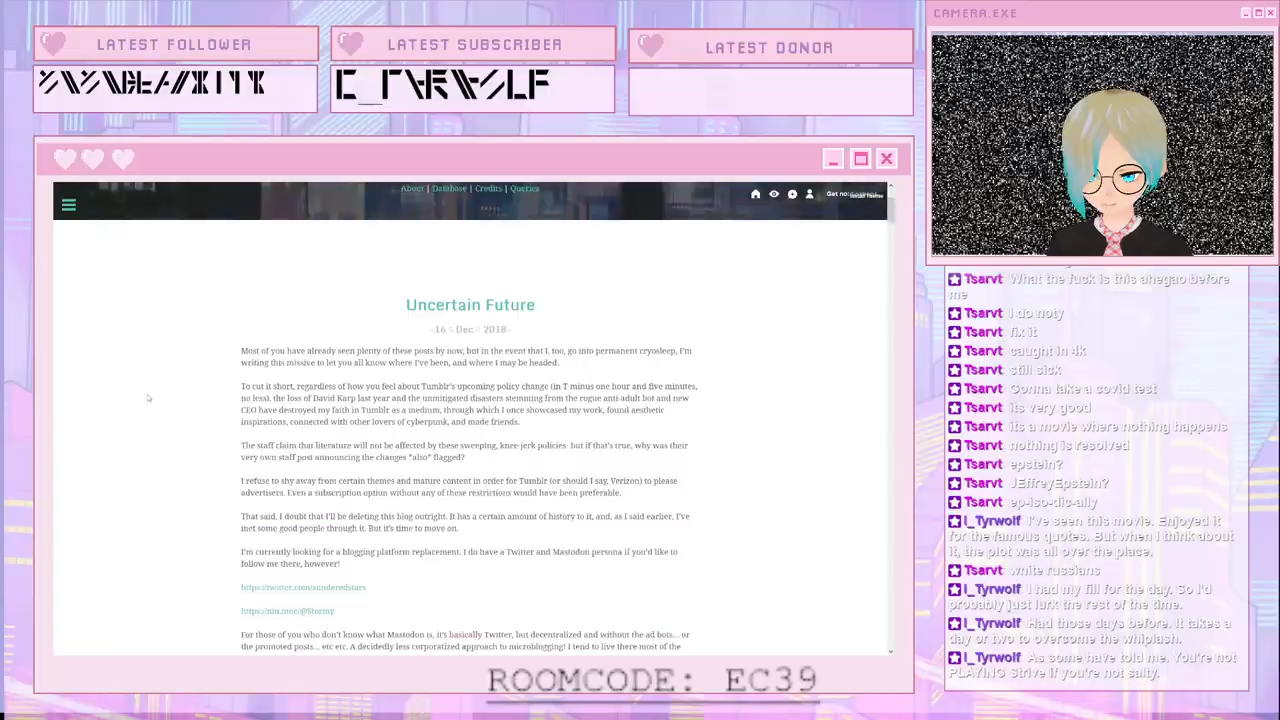 LATEST FOLLOWER
LATEST SUBSCRIBER
LATEST DONOR
CAMERA.EXE
About | Database | Credits | Queries
Uncertain Future
-16 ◦ Dec ◦ 2018-
Most of you have already seen plenty of these posts by now, but in the event that I, too, go into permanent cryosleep, I'm
writing this missive to let you all know where I've been, and where I may be headed.
To cut it short, regardless of how you feel about Tumblr's upcoming policy change (in T minus one hour and five minutes,
no less), the loss of David Karp last year and the unmitigated disasters stemming from the rogue anti-adult bot and new
CEO have destroyed my faith in Tumblr as a medium, through which I once showcased my work, found aesthetic
inspirations, connected with other lovers of cyberpunk, and made friends.
The staff claim that literature will not be affected by these sweeping, knee-jerk policies- but if that's true, why was their
very own staff post announcing the changes *also* flagged?
I refuse to shy away from certain themes and mature content in order for Tumblr (or should I say, Verizon) to please
advertisers. Even a subscription option without any of these restrictions would have been preferable.
That said, I doubt that I'll be deleting this blog outright. It has a certain amount of history to it, and, as I said earlier, I've
met some good people through it. But it's time to move on.
I'm currently looking for a blogging platform replacement. I do have a Twitter and Mastodon persona if you'd like to
follow me there, however!
https://twitter.com/sunderedstars
https://niu.moe/@Stormy
For those of you who don't know what Mastodon is, it's basically Twitter, but decentralized and without the ad bots... or
the promoted posts... etc etc. A decidedly less corporatized approach to microblogging! I tend to live there most of the
ROOMCODE: EC39
Tsarvt What the fuck is this ahegao before
me
Tsarvt I do noty
Tsarvt fix it
Tsarvt caught in 4k
Tsarvt still sick
Tsarvt Gonna take a covid test
Tsarvt its very good
Tsarvt its a movie where nothing happens
Tsarvt nothing is resolved
Tsarvt epstein?
Tsarvt JEffreyEpstein?
Tsarvt ep-iso-dic-ally
I_Tyrwolf I've seen this movie. Enjoyed it
for the famous quotes. But when I think about
it, the plot was all over the place,
Tsarvt white russians
I_Tyrwolf I had my fill for the day. So I'd
probably just lurk the rest of the time.
I_Tyrwolf Had those days before. It takes a
day or two to overcome the whiplash.
I_Tyrwolf As some have told me. You're not
PLAYING Strive if you're not salty.